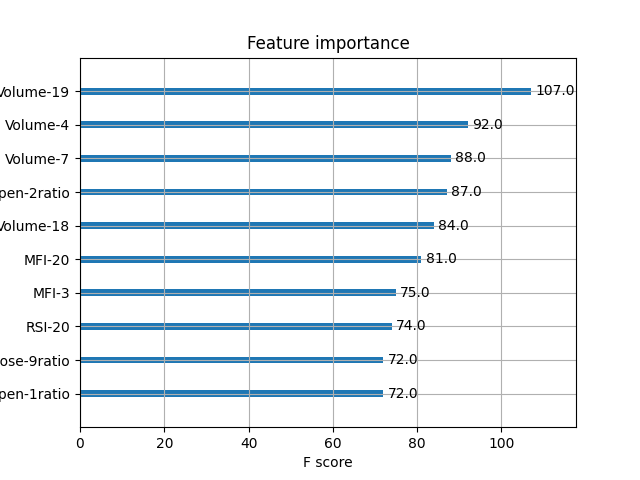 Feature importance
Volume-19 107.0
Volume-4 92.0
Volume-7 88.0
pen-2ratio 87.0
Volume-18 84.0
MFI-20 81.0
MFI-3 75.0
RSI-20 74.0
ose-9ratio 72.0
pen-1ratio 72.0
0 20 40 60 80 100
F score